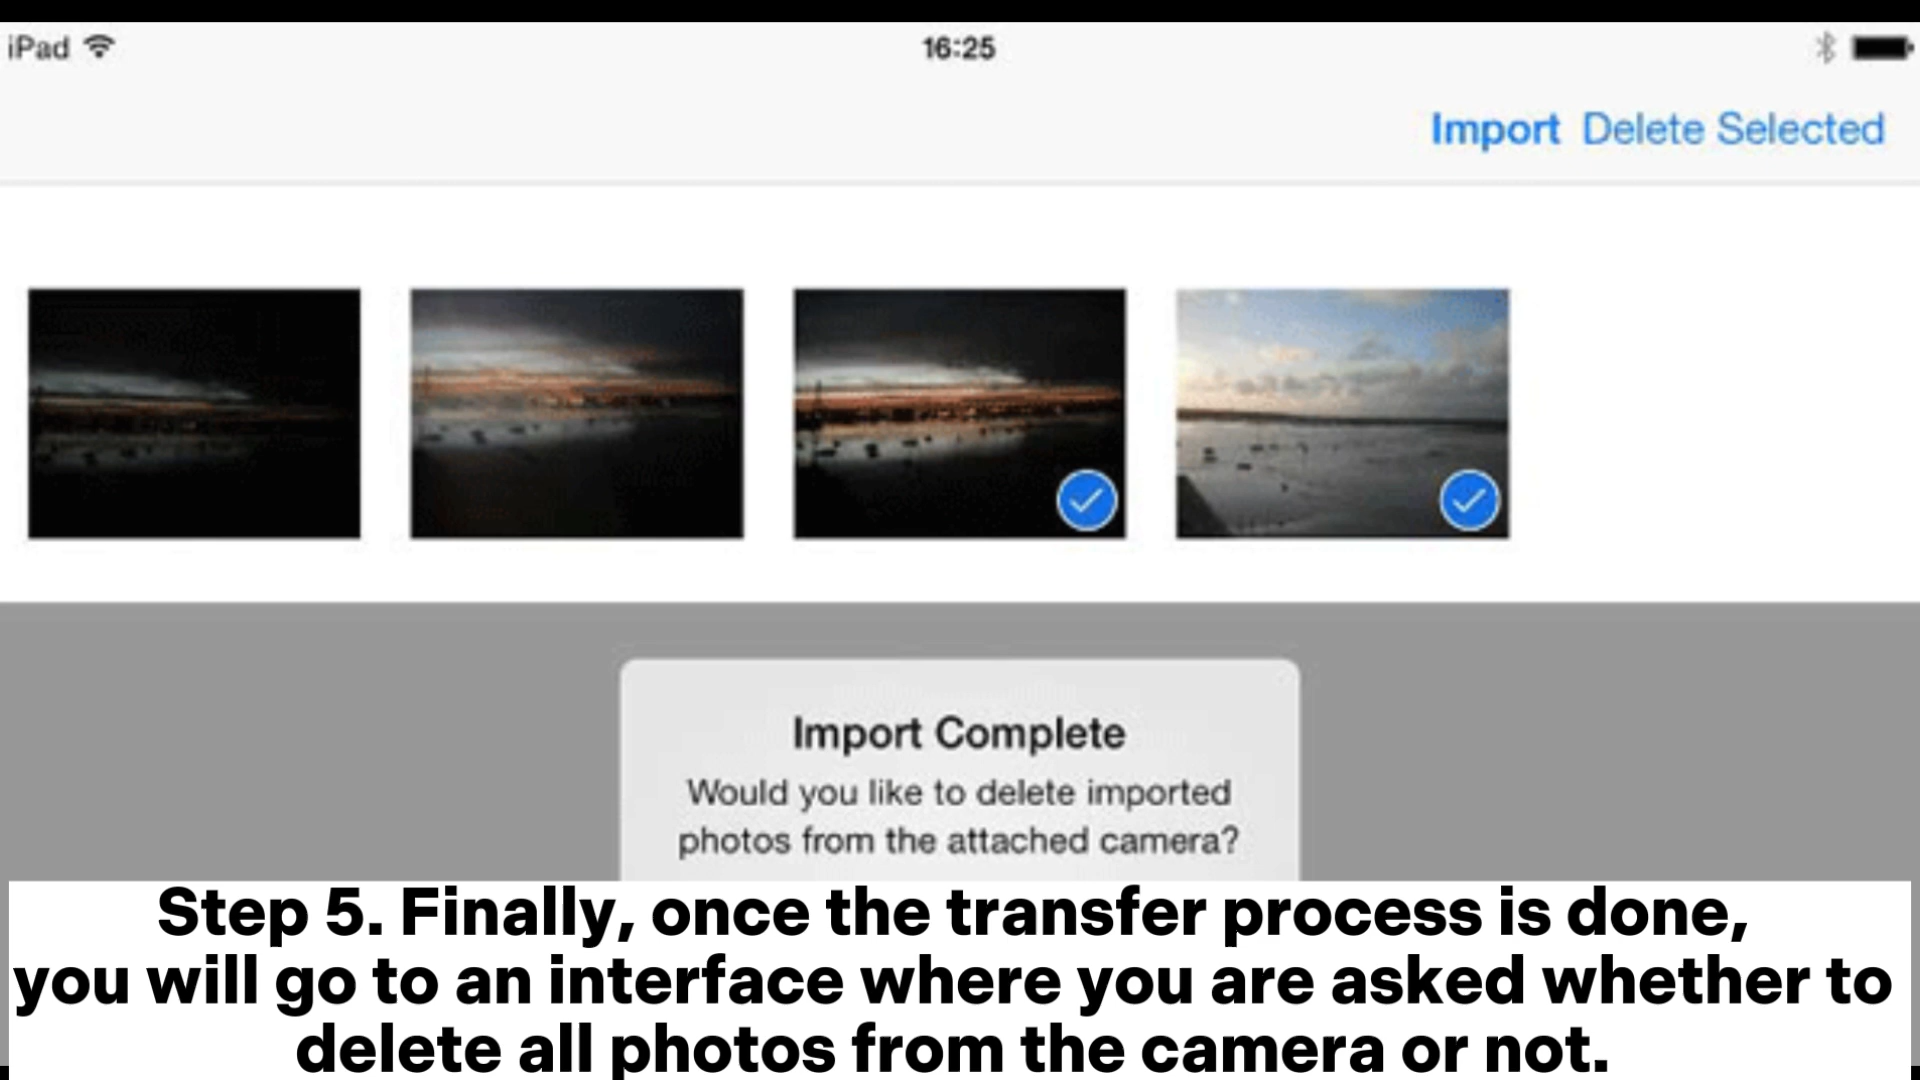 iPad
16:25
Import Delete Selected
Import Complete
Would you like to delete imported
photos from the attached camera?
Step 5. Finally, once the transfer process is done,
you will go to an interface where you are asked whether to
delete all photos from the camera or not.